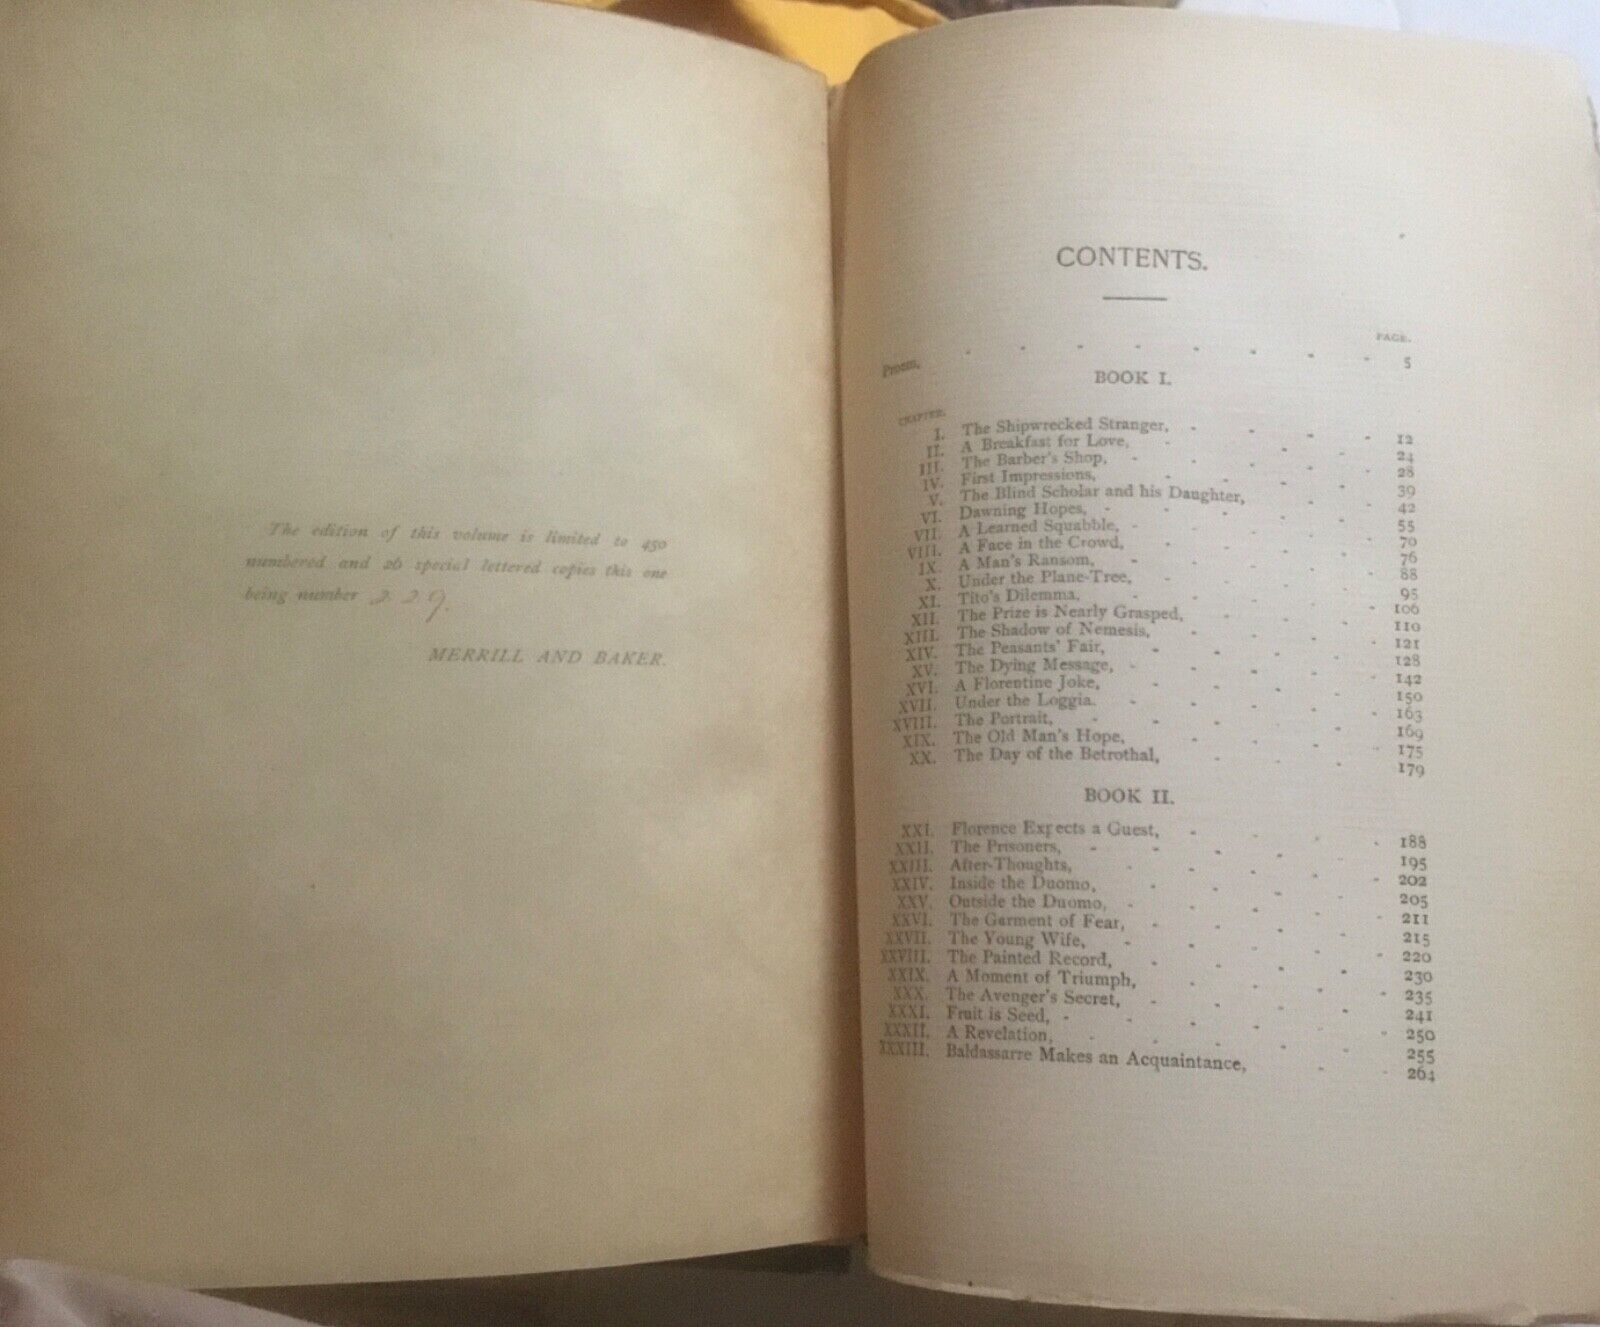 The edition of this volume is limited to 450
numbered and 26 special lettered copies this one
being number 229.
MERRILL AND BAKER.
CONTENTS.
PAGE.
Proem, - - - - - - - - 5
BOOK I.
CHAPTER.
I. The Shipwrecked Stranger, - - - - 12
II. A Breakfast for Love, - - - - 24
III. The Barber's Shop, - - - - 28
IV. First Impressions, - - - - 39
V. The Blind Scholar and his Daughter, - - - 42
VI. Dawning Hopes, - - - - - 55
VII. A Learned Squabble, - - - - - 70
VIII. A Face in the Crowd, - - - - 76
IX. A Man's Ransom, - - - - - 88
X. Under the Plane-Tree, - - - - 95
XI. Tito's Dilemma, - - - - - 106
XII. The Prize is Nearly Grasped, - - - - 110
XIII. The Shadow of Nemesis, - - - - 121
XIV. The Peasants' Fair, - - - - 128
XV. The Dying Message, - - - - - 142
XVI. A Florentine Joke, - - - - 150
XVII. Under the Loggia. - - - - - 163
XVIII. The Portrait, - - - - - 169
XIX. The Old Man's Hope, - - - - 175
XX. The Day of the Betrothal, - - - 179
BOOK II.
XXI. Florence Expects a Guest, - - - - 188
XXII. The Prisoners, - - - - - 195
XXIII. After-Thoughts, - - - - - 202
XXIV. Inside the Duomo, - - - - 205
XXV. Outside the Duomo, - - - - - 211
XXVI. The Garment of Fear, - - - - 215
XXVII. The Young Wife, - - - - - 220
XXVIII. The Painted Record, - - - - 230
XXIX. A Moment of Triumph, - - - - 235
XXX. The Avenger's Secret, - - - - 241
XXXI. Fruit is Seed, - - - - - 250
XXXII. A Revelation, - - - - - 255
XXXIII. Baldassarre Makes an Acquaintance, - - - 264